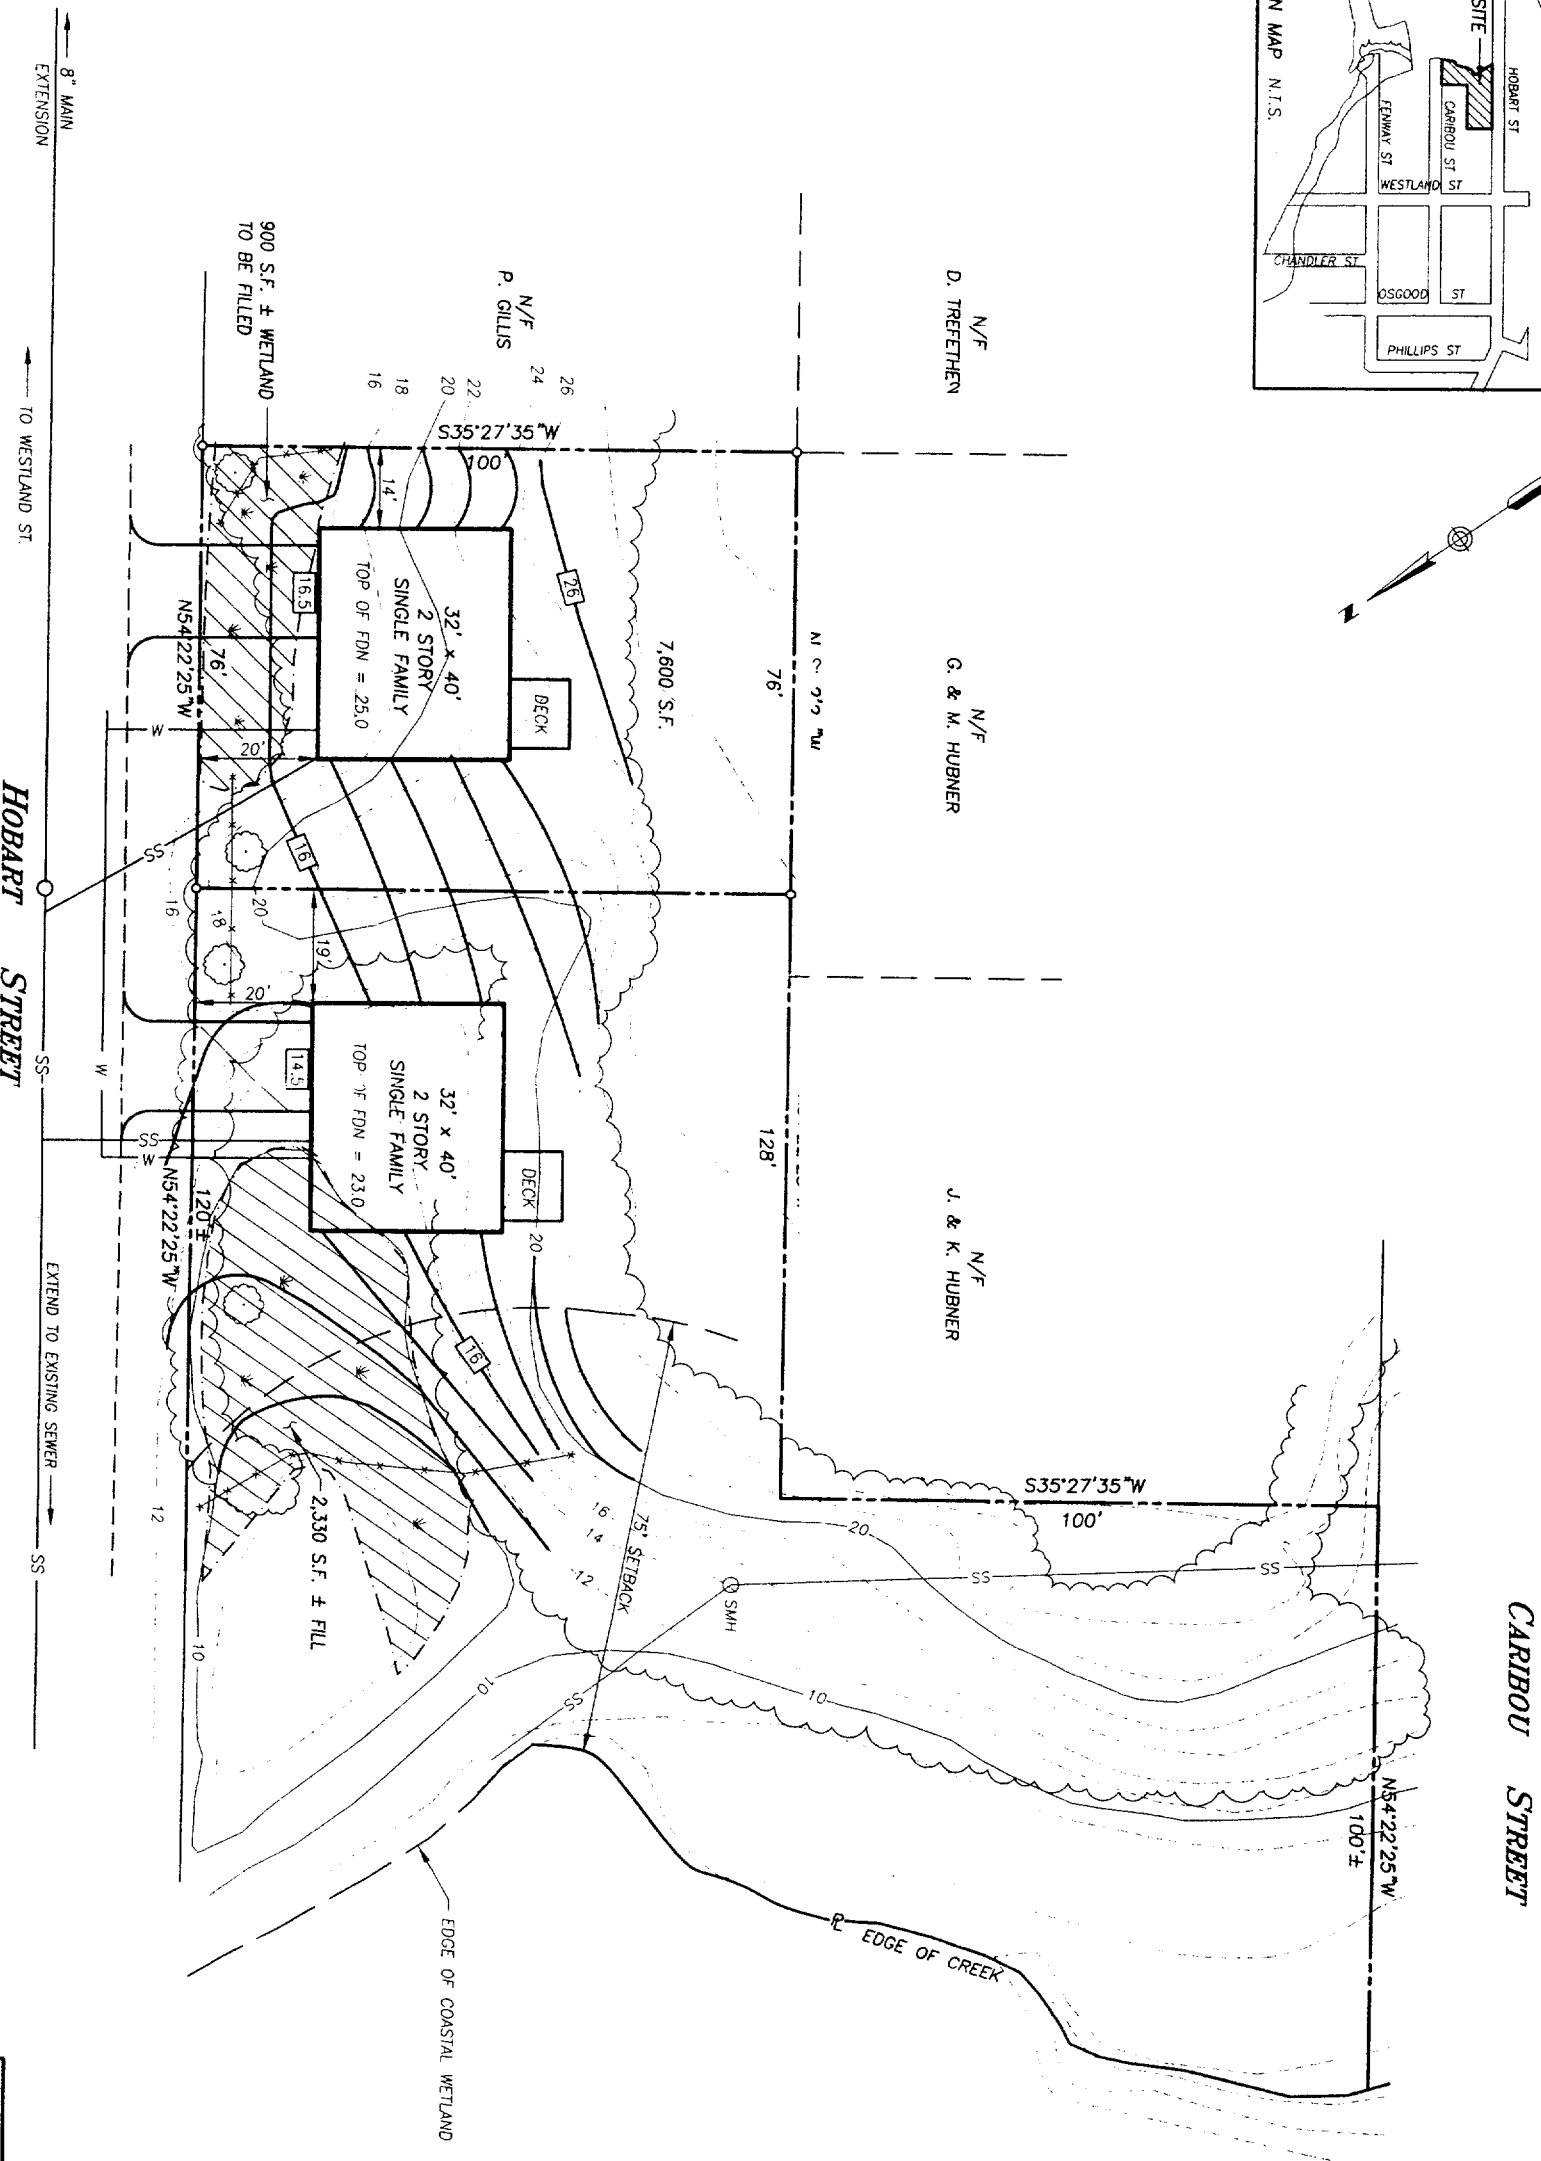 SITE
HOBART ST
CARIBOU ST
FENWAY ST
WESTLAND ST
CHANDLER ST
OSGOOD ST
PHILLIPS ST
N MAP N.T.S.
N
8" MAIN
EXTENSION
TO WESTLAND ST.
HOBART STREET
EXTEND TO EXISTING SEWER
SS
SS
CARIBOU STREET
N/F
D. TREFETHEN
N/F
P. GILLIS
N/F
G. & M. HUBNER
N/F
J. & K. HUBNER
900 S.F. ± WETLAND
TO BE FILLED
16
18
20
22
24
26
S35°27'35"W
100'
14'
26
7,600 S.F.
76'
32' x 40'
2 STORY
SINGLE FAMILY
TOP OF FDN = 25.0
DECK
16.5
N54°22'25"W
76'
20'
W
SS
W
16
16
18
20
19'
20'
128'
32' x 40'
2 STORY
SINGLE FAMILY
TOP OF FDN = 23.0
DECK
14.5
SS
W
N54°22'25"W
120'±
20
16
2,330 S.F. ± FILL
75' SETBACK
16
14
12
12
10
10
10
20
S35°27'35"W
100'
SS
SS
SS
SMH
N54°22'25"W
100'±
PL EDGE OF CREEK
EDGE OF COASTAL WETLAND